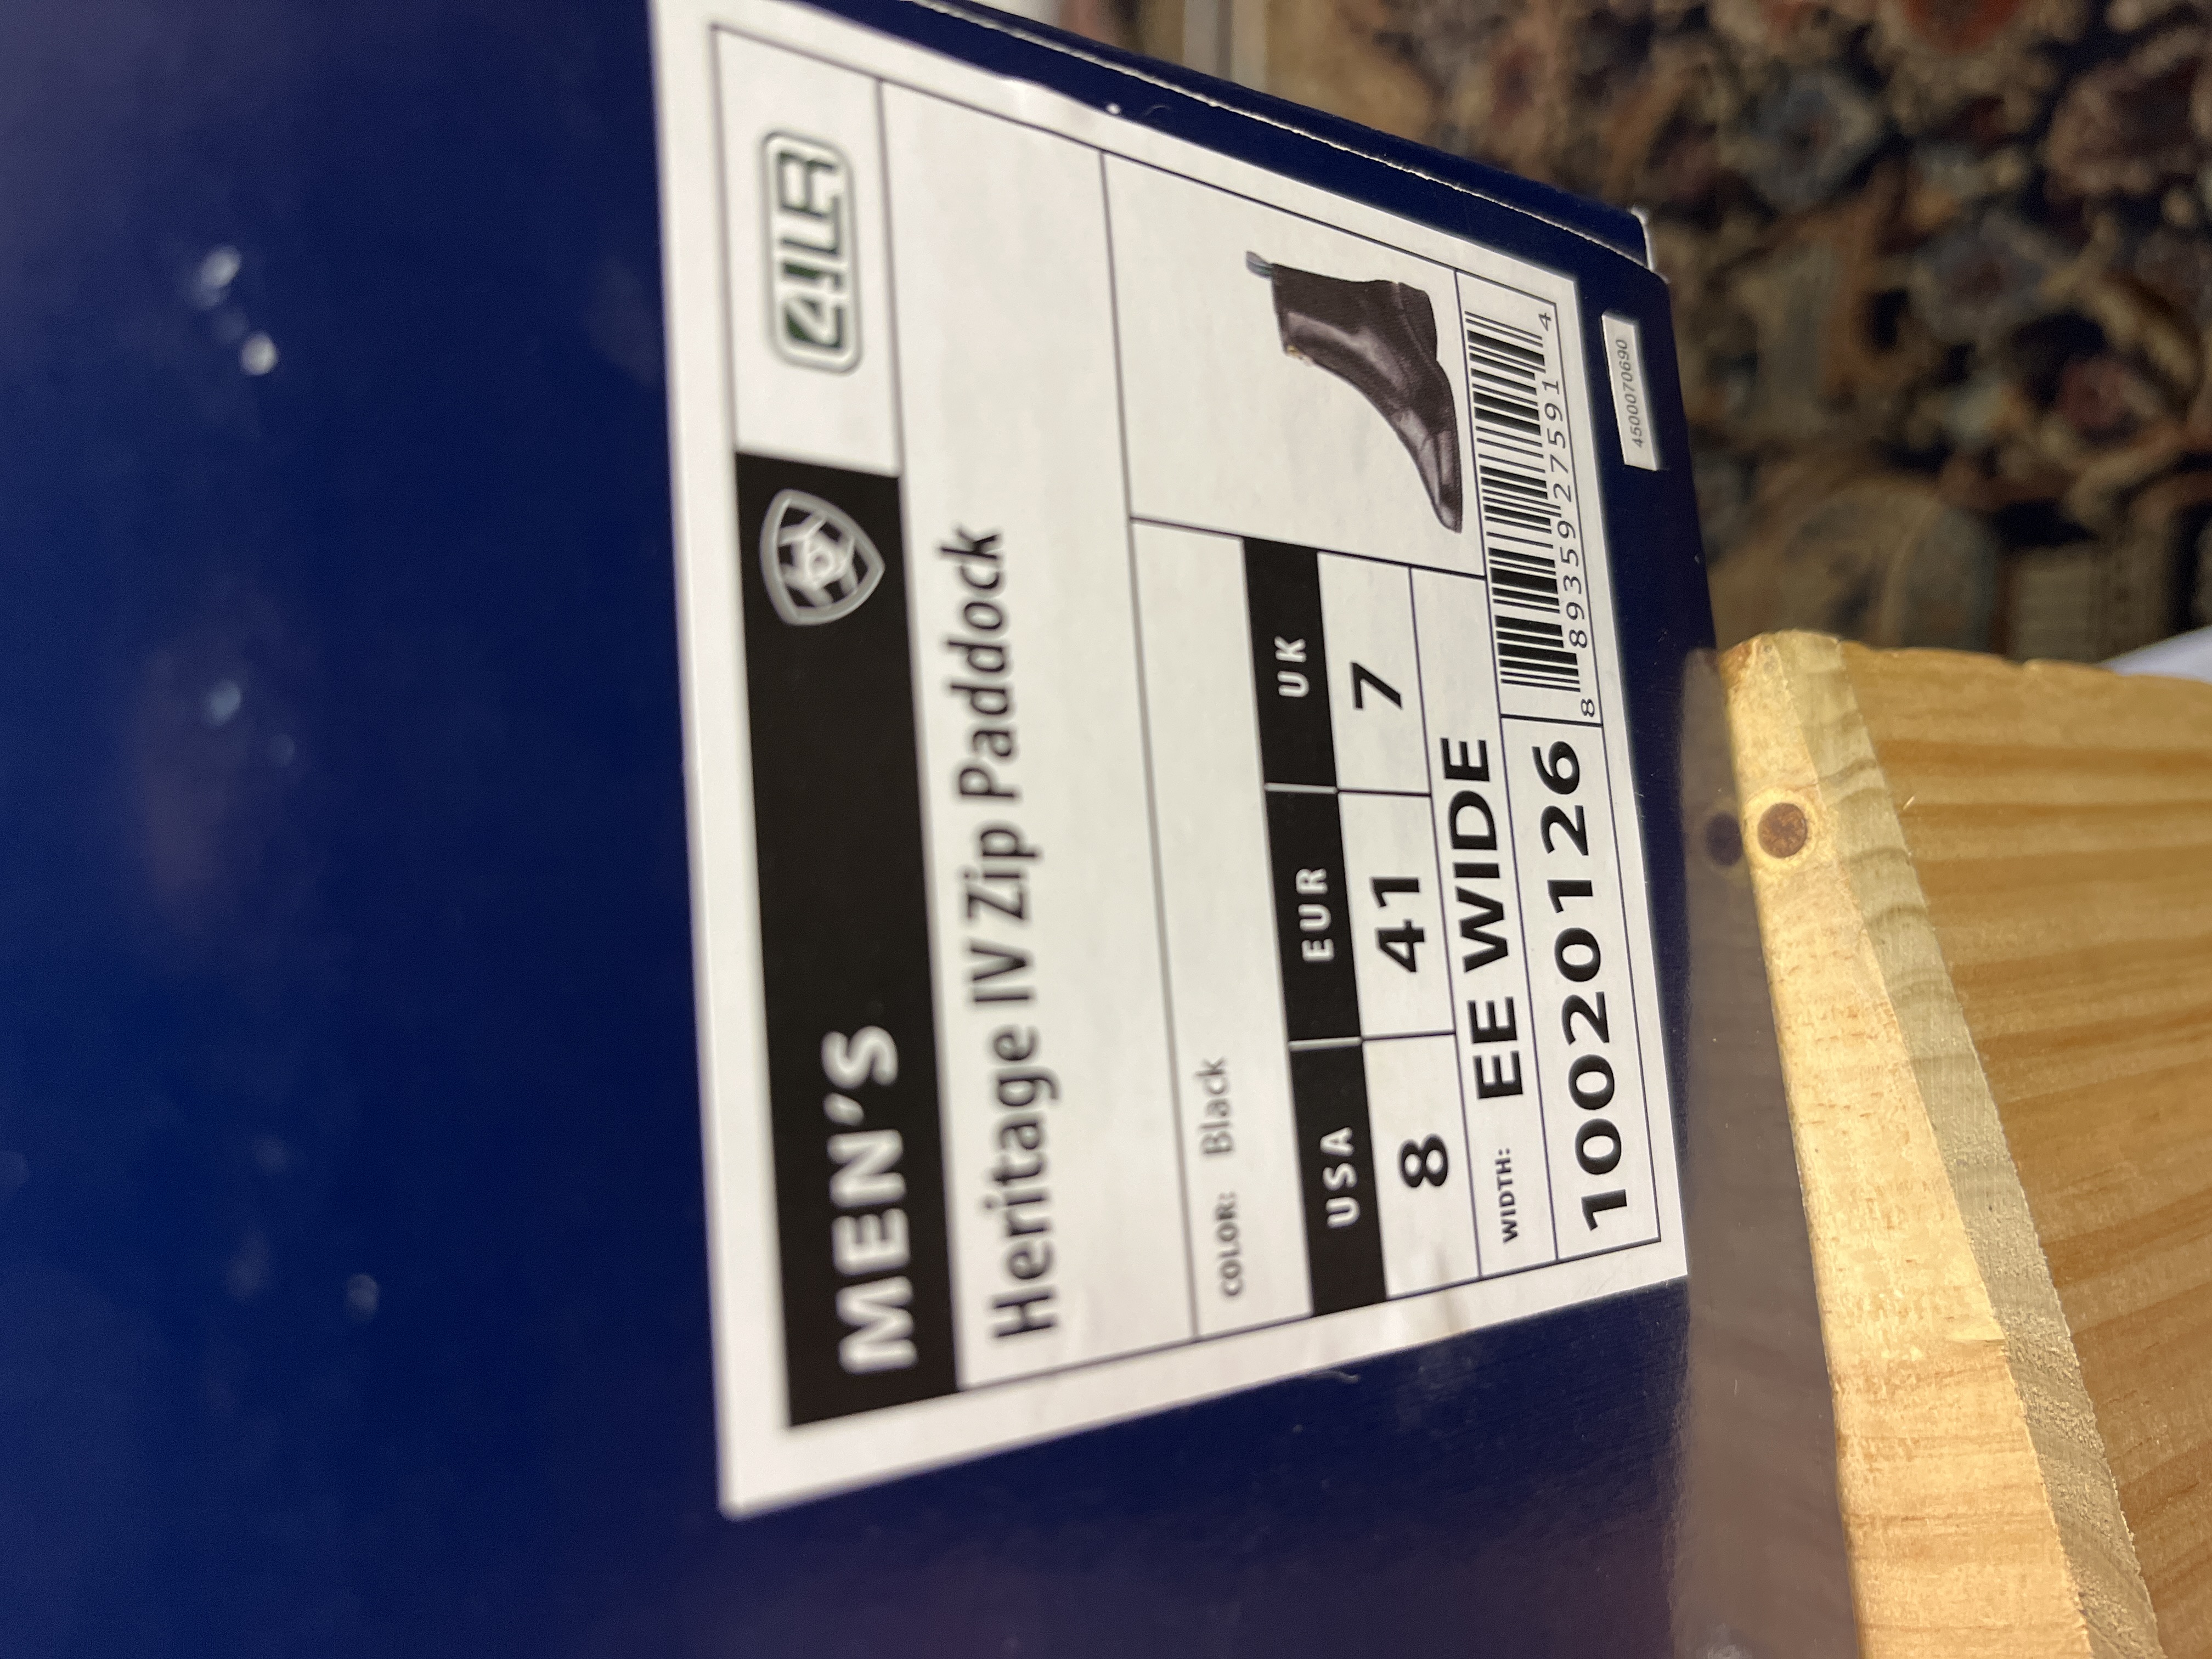 MEN'S
4LR
Heritage IV Zip Paddock
COLOR: Black
USA EUR UK
8 41 7
WIDTH: EE WIDE
10020126
8 89359 27591 4
4500070690